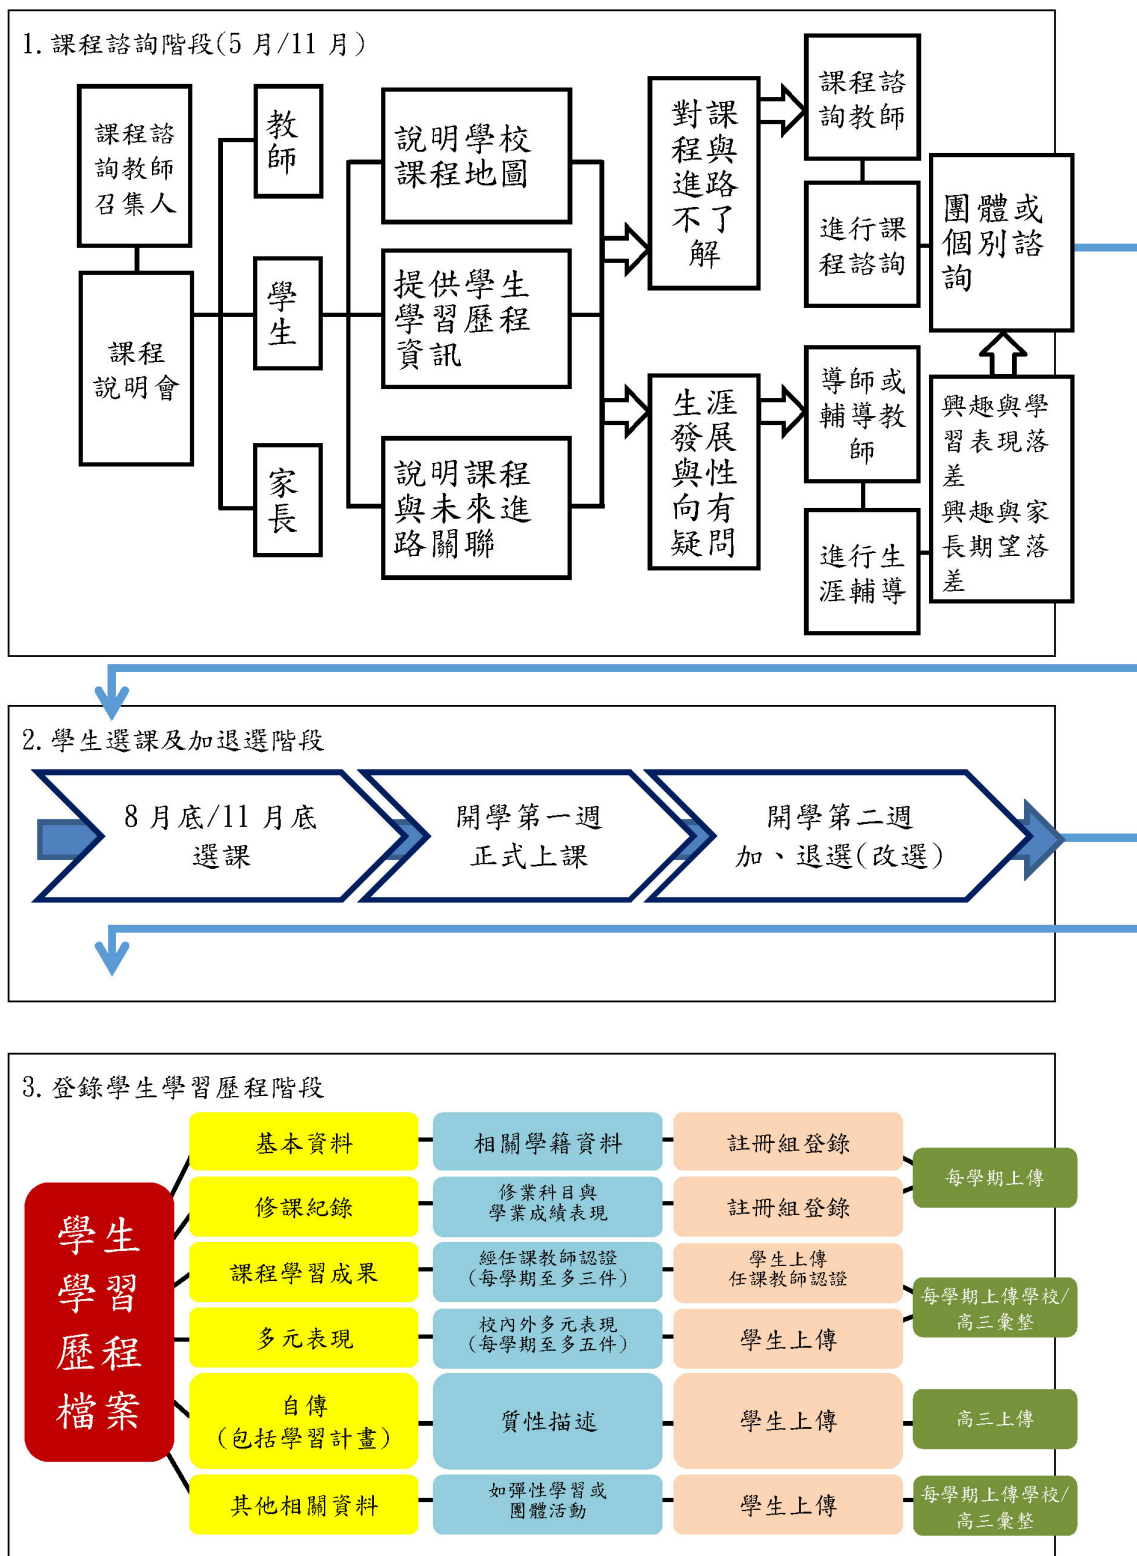 1. 課程諮詢階段(5 月/11 月)
課程諮
詢教師
召集人
課程
說明會
教
師
學
生
家
長
說明學校
課程地圖
提供學生
學習歷程
資訊
說明課程
與未來進
路關聯
對課
程與
進路
不了
解
生涯
發展
與性
向有
疑問
課程諮
詢教師
進行課
程諮詢
導師或
輔導教
師
進行生
涯輔導
團體或
個別諮
詢
興趣與學
習表現落
差
興趣與家
長期望落
差
2. 學生選課及加退選階段
8 月底/11 月底
選課
開學第一週
正式上課
開學第二週
加、退選(改選)
3. 登錄學生學習歷程階段
學生
學習
歷程
檔案
基本資料
相關學籍資料
註冊組登錄
每學期上傳
修課紀錄
修業科目與
學業成績表現
註冊組登錄
課程學習成果
經任課教師認證
(每學期至多三件)
學生上傳
任課教師認證
每學期上傳學校/
高三彙整
多元表現
校內外多元表現
(每學期至多五件)
學生上傳
自傳
(包括學習計畫)
質性描述
學生上傳
高三上傳
其他相關資料
如彈性學習或
團體活動
學生上傳
每學期上傳學校/
高三彙整